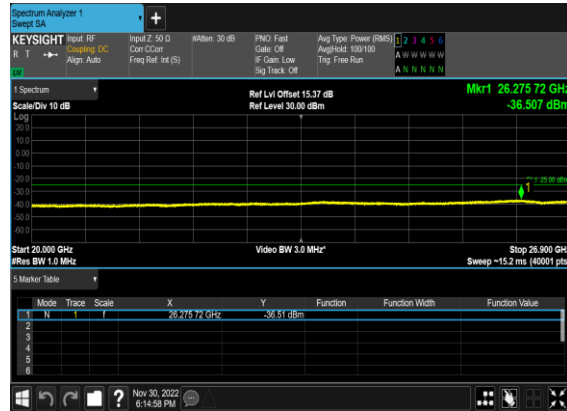 Spectrum Analyzer 1
Swept SA
+
KEYSIGHT Input: RF Input Z: 50 Ω #Atten: 30 dB PNO: Fast Avg Type: Power (RMS) 1 2 3 4 5 6
R T Coupling: DC Corr CCorr Gate: Off Avg|Hold: 100/100 A W W W W W
Align: Auto Freq Ref: Int (S) IF Gain: Low Trig: Free Run
Sig Track: Off A N N N N N
1 Spectrum Ref Lvl Offset 15.37 dB Mkr1 26.275 72 GHz
Scale/Div 10 dB Ref Level 30.00 dBm -36.507 dBm
Log
20.0
10.0
0.00
-10.0
-20.0
-25.00 dBm
1
-30.0
-40.0
-50.0
-60.0
Start 20.000 GHz Video BW 3.0 MHz* Stop 26.900 GHz
#Res BW 1.0 MHz Sweep ~15.2 ms (40001 pts)
5 Marker Table
Mode Trace Scale X Y Function Function Width Function Value
1 N 1 f 26.275 72 GHz -36.51 dBm
2
3
4
5
6
? Nov 30, 2022
6:14:58 PM